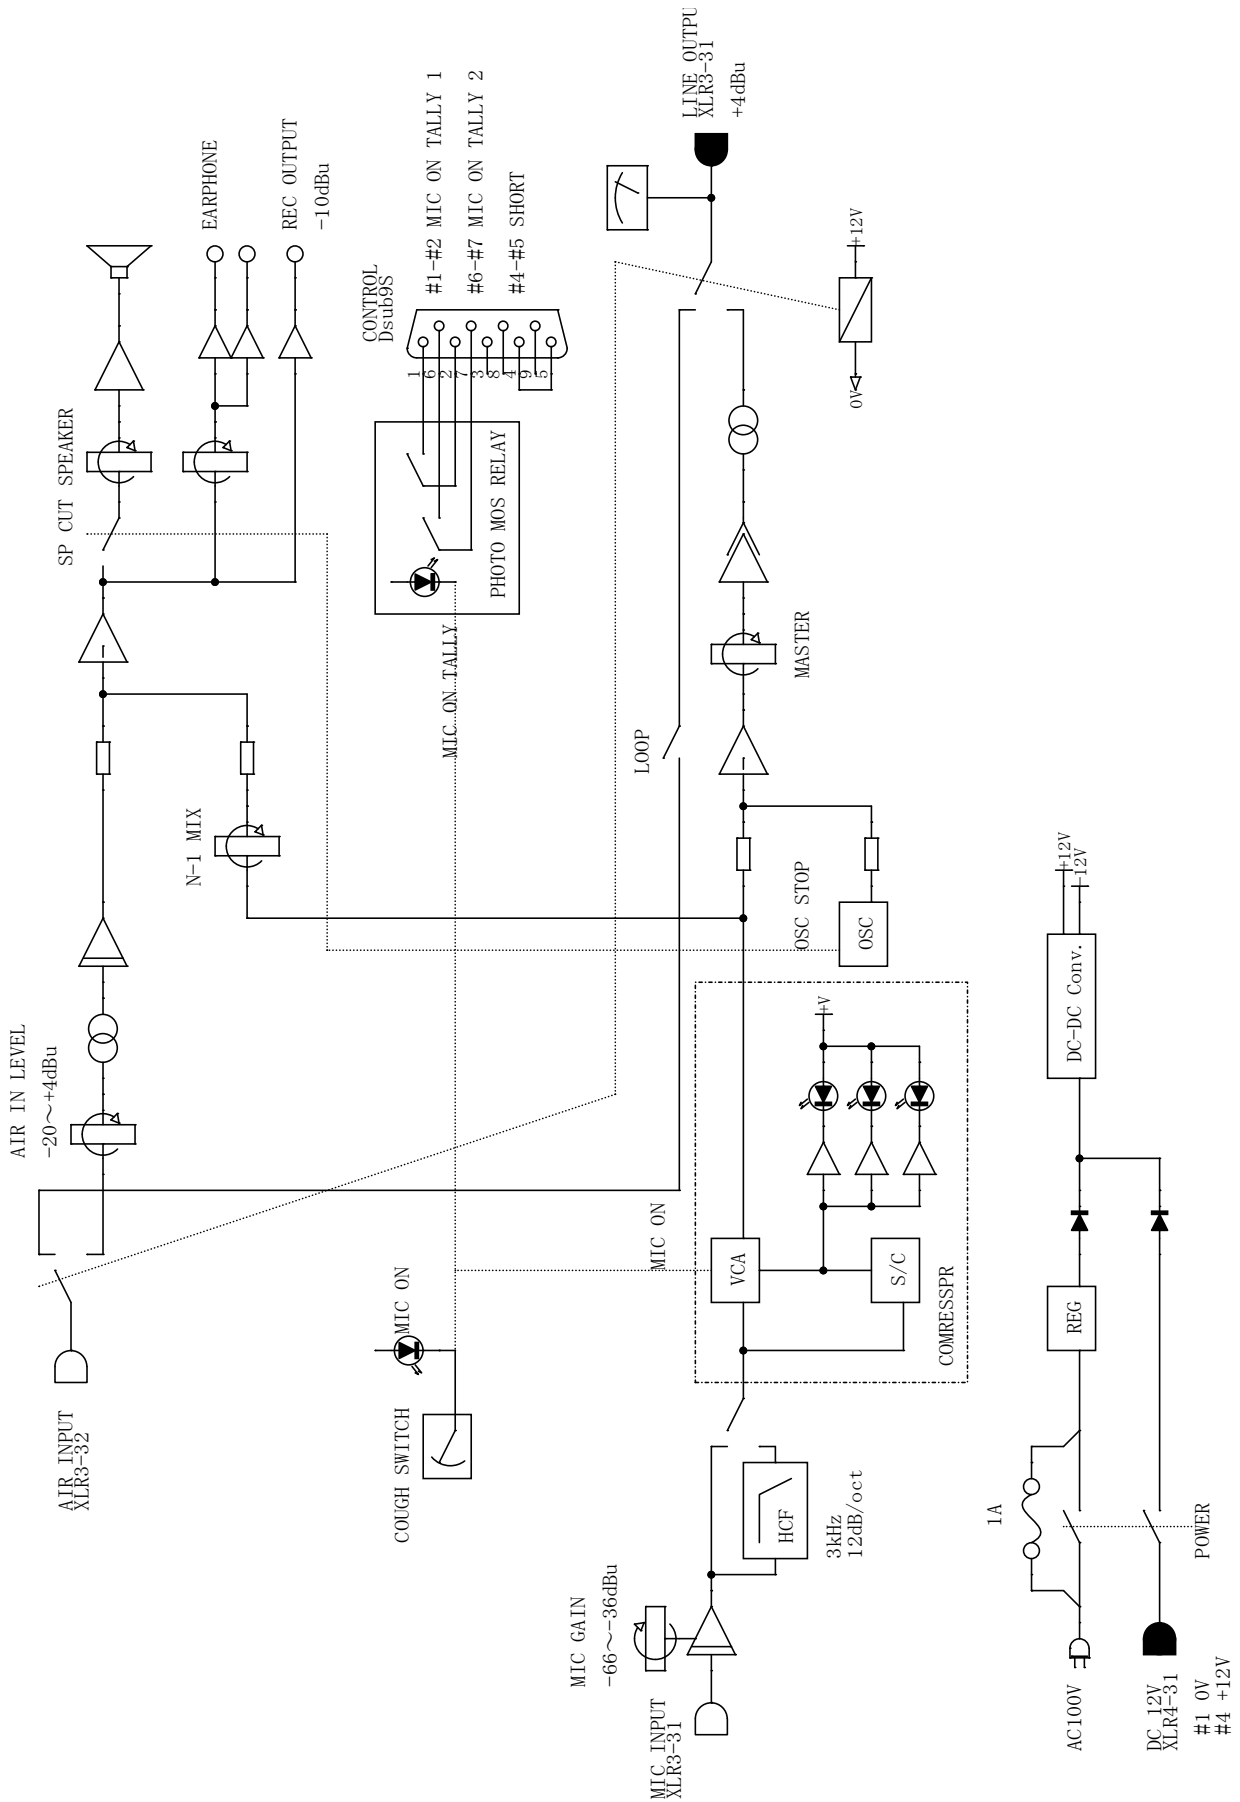 AIR INPUT
XLR3-32
AIR IN LEVEL
-20～+4dBu
N-1 MIX
SP CUT
SPEAKER
EARPHONE
REC OUTPUT
-10dBu
COUGH SWITCH
MIC ON
MIC ON TALLY
PHOTO MOS RELAY
CONTROL
Dsub9S
1
6
2
7
3
8
4
9
5
#1-#2 MIC ON TALLY 1
#6-#7 MIC ON TALLY 2
#4-#5 SHORT
MIC INPUT
XLR3-31
MIC GAIN
-66～-36dBu
HCF
3kHz
12dB/oct
MIC ON
VCA
S/C
+V
COMRESSPR
OSC STOP
OSC
LOOP
MASTER
LINE OUTPU
XLR3-31
+4dBu
0V
+12V
AC100V
1A
REG
DC-DC Conv.
+12V
-12V
DC 12V
XLR4-31
#1 0V
#4 +12V
POWER